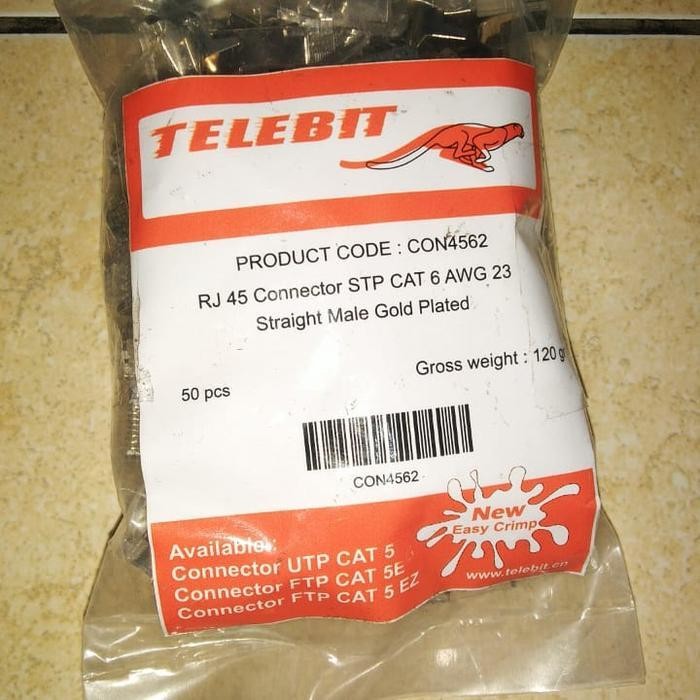 TELEBIT
PRODUCT CODE : CON4562
RJ 45 Connector STP CAT 6 AWG 23
Straight Male Gold Plated
Gross weight : 120 g
50 pcs
CON4562
New
Easy Crimp
Available :
Connector UTP CAT 5
Connector FTP CAT 5E
Connector FTP CAT 5 EZ
www.telebit.cn